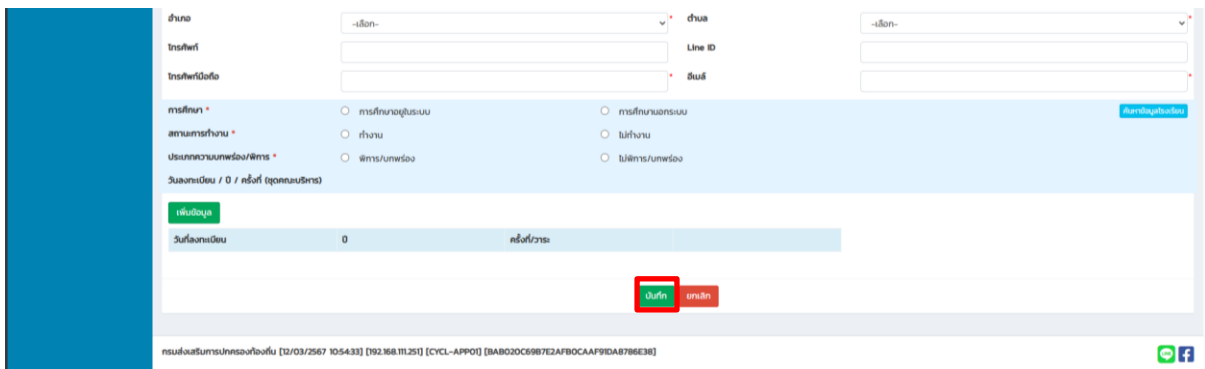 อำเภอ -เลือก- * ตำบล -เลือก- *
โทรศัพท์ Line ID
โทรศัพท์มือถือ * อีเมล์ *
การศึกษา * การศึกษาอยู่ในระบบ การศึกษานอกระบบ ค้นหาข้อมูลโรงเรียน
สถานะการทำงาน * ทำงาน ไม่ทำงาน
ประเภทความบกพร่อง/พิการ * พิการ/บกพร่อง ไม่พิการ/บกพร่อง
วันลงทะเบียน / ปี / ครั้งที่ (ชุดคณะบริหาร)
เพิ่มข้อมูล
วันที่ลงทะเบียน ปี ครั้งที่/วาระ
บันทึก ยกเลิก
กรมส่งเสริมการปกครองท้องถิ่น [12/03/2567 10:54:33] [192.168.111.251] [CYCL-APP01] [BAB020C69B7E2AFB0CAAF91DA8786E38]